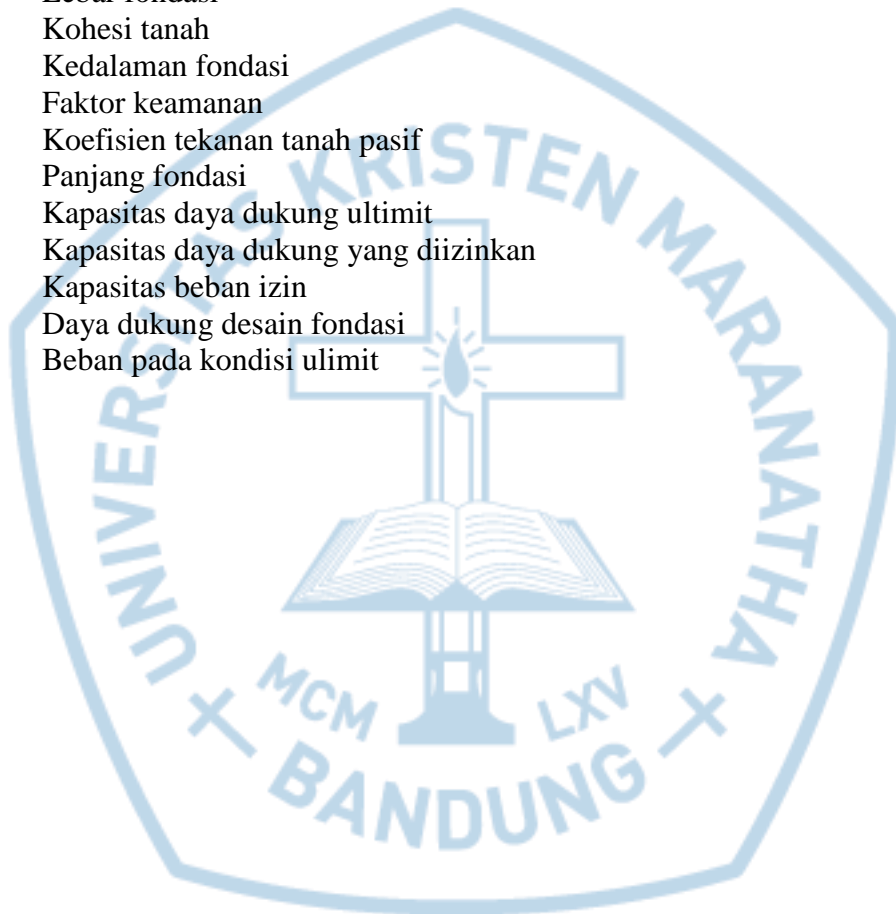 Lebar fondasi
Kohesi tanah
Kedalaman fondasi
Faktor keamanan
Koefisien tekanan tanah pasif
Panjang fondasi
Kapasitas daya dukung ultimit
Kapasitas daya dukung yang diizinkan
Kapasitas beban izin
Daya dukung desain fondasi
Beban pada kondisi ulimit
UNIVERSITAS KRISTEN MARANATHA
MCM LXV
BANDUNG